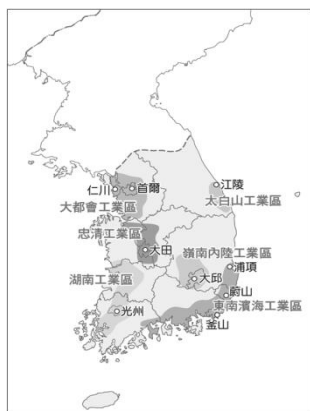 仁川 首爾
江陵
大都會工業區
太白山工業區
忠清工業區
大田
嶺南內陸工業區
浦項
湖南工業區
大邱
蔚山
光州
東南濱海工業區
釜山